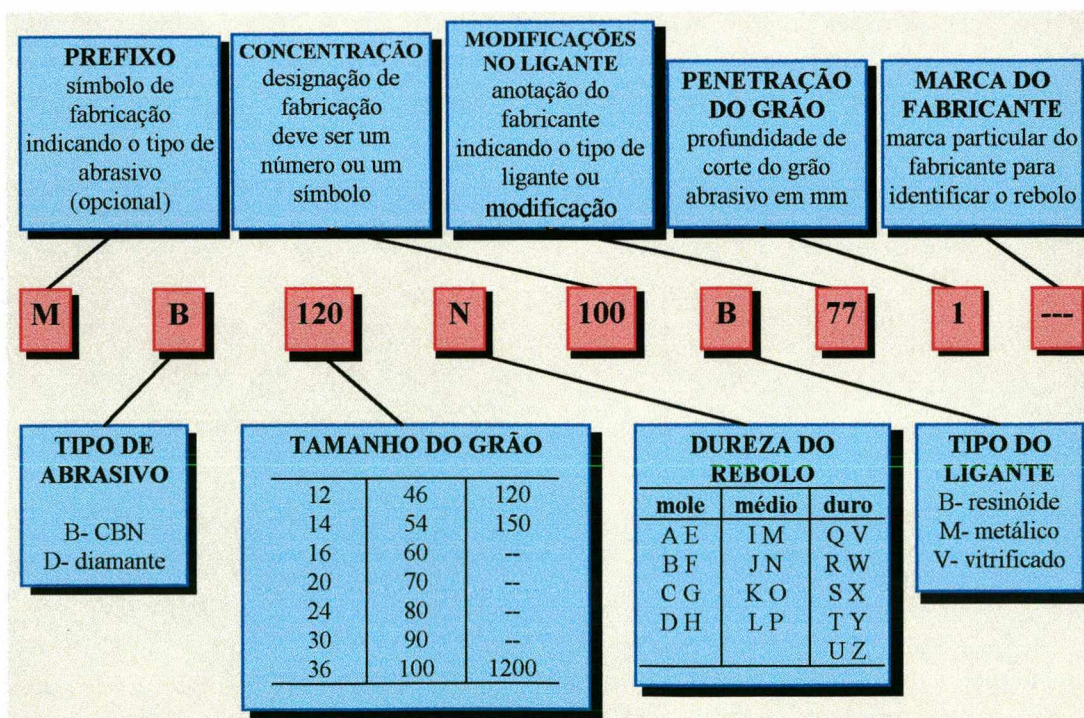 PREFIXO
símbolo de
fabricação
indicando o tipo de
abrasivo
(opcional)
CONCENTRAÇÃO
designação de
fabricação
deve ser um
número ou um
símbolo
MODIFICAÇÕES
NO LIGANTE
anotação do
fabricante
indicando o tipo de
ligante ou
modificação
PENETRAÇÃO
DO GRÃO
profundidade de
corte do grão
abrasivo em mm
MARCA DO
FABRICANTE
marca particular do
fabricante para
identificar o rebolo
M B 120 N 100 B 77 1 ---
TIPO DE
ABRASIVO
B- CBN
D- diamante
TAMANHO DO GRÃO
12 46 120
14 54 150
16 60 --
20 70 --
24 80 --
30 90 --
36 100 1200
DUREZA DO
REBOLO
mole médio duro
A E I M Q V
B F J N R W
C G K O S X
D H L P T Y
U Z
TIPO DO
LIGANTE
B- resinóide
M- metálico
V- vitrificado